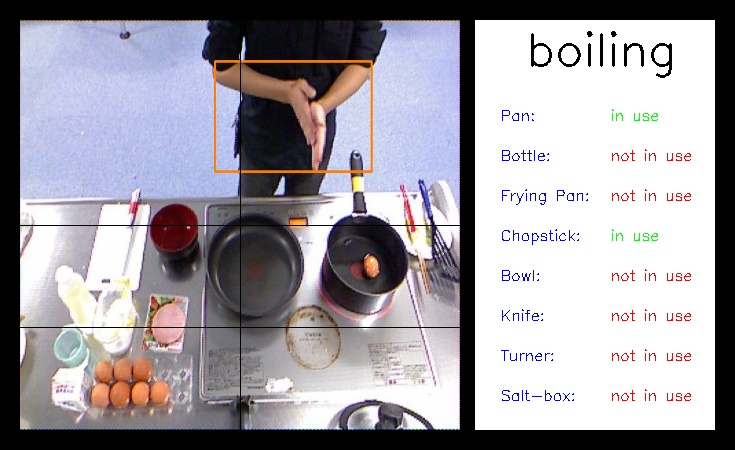 boiling
Pan: in use
Bottle: not in use
Frying Pan: not in use
Chopstick: in use
Bowl: not in use
Knife: not in use
Turner: not in use
Salt-box: not in use